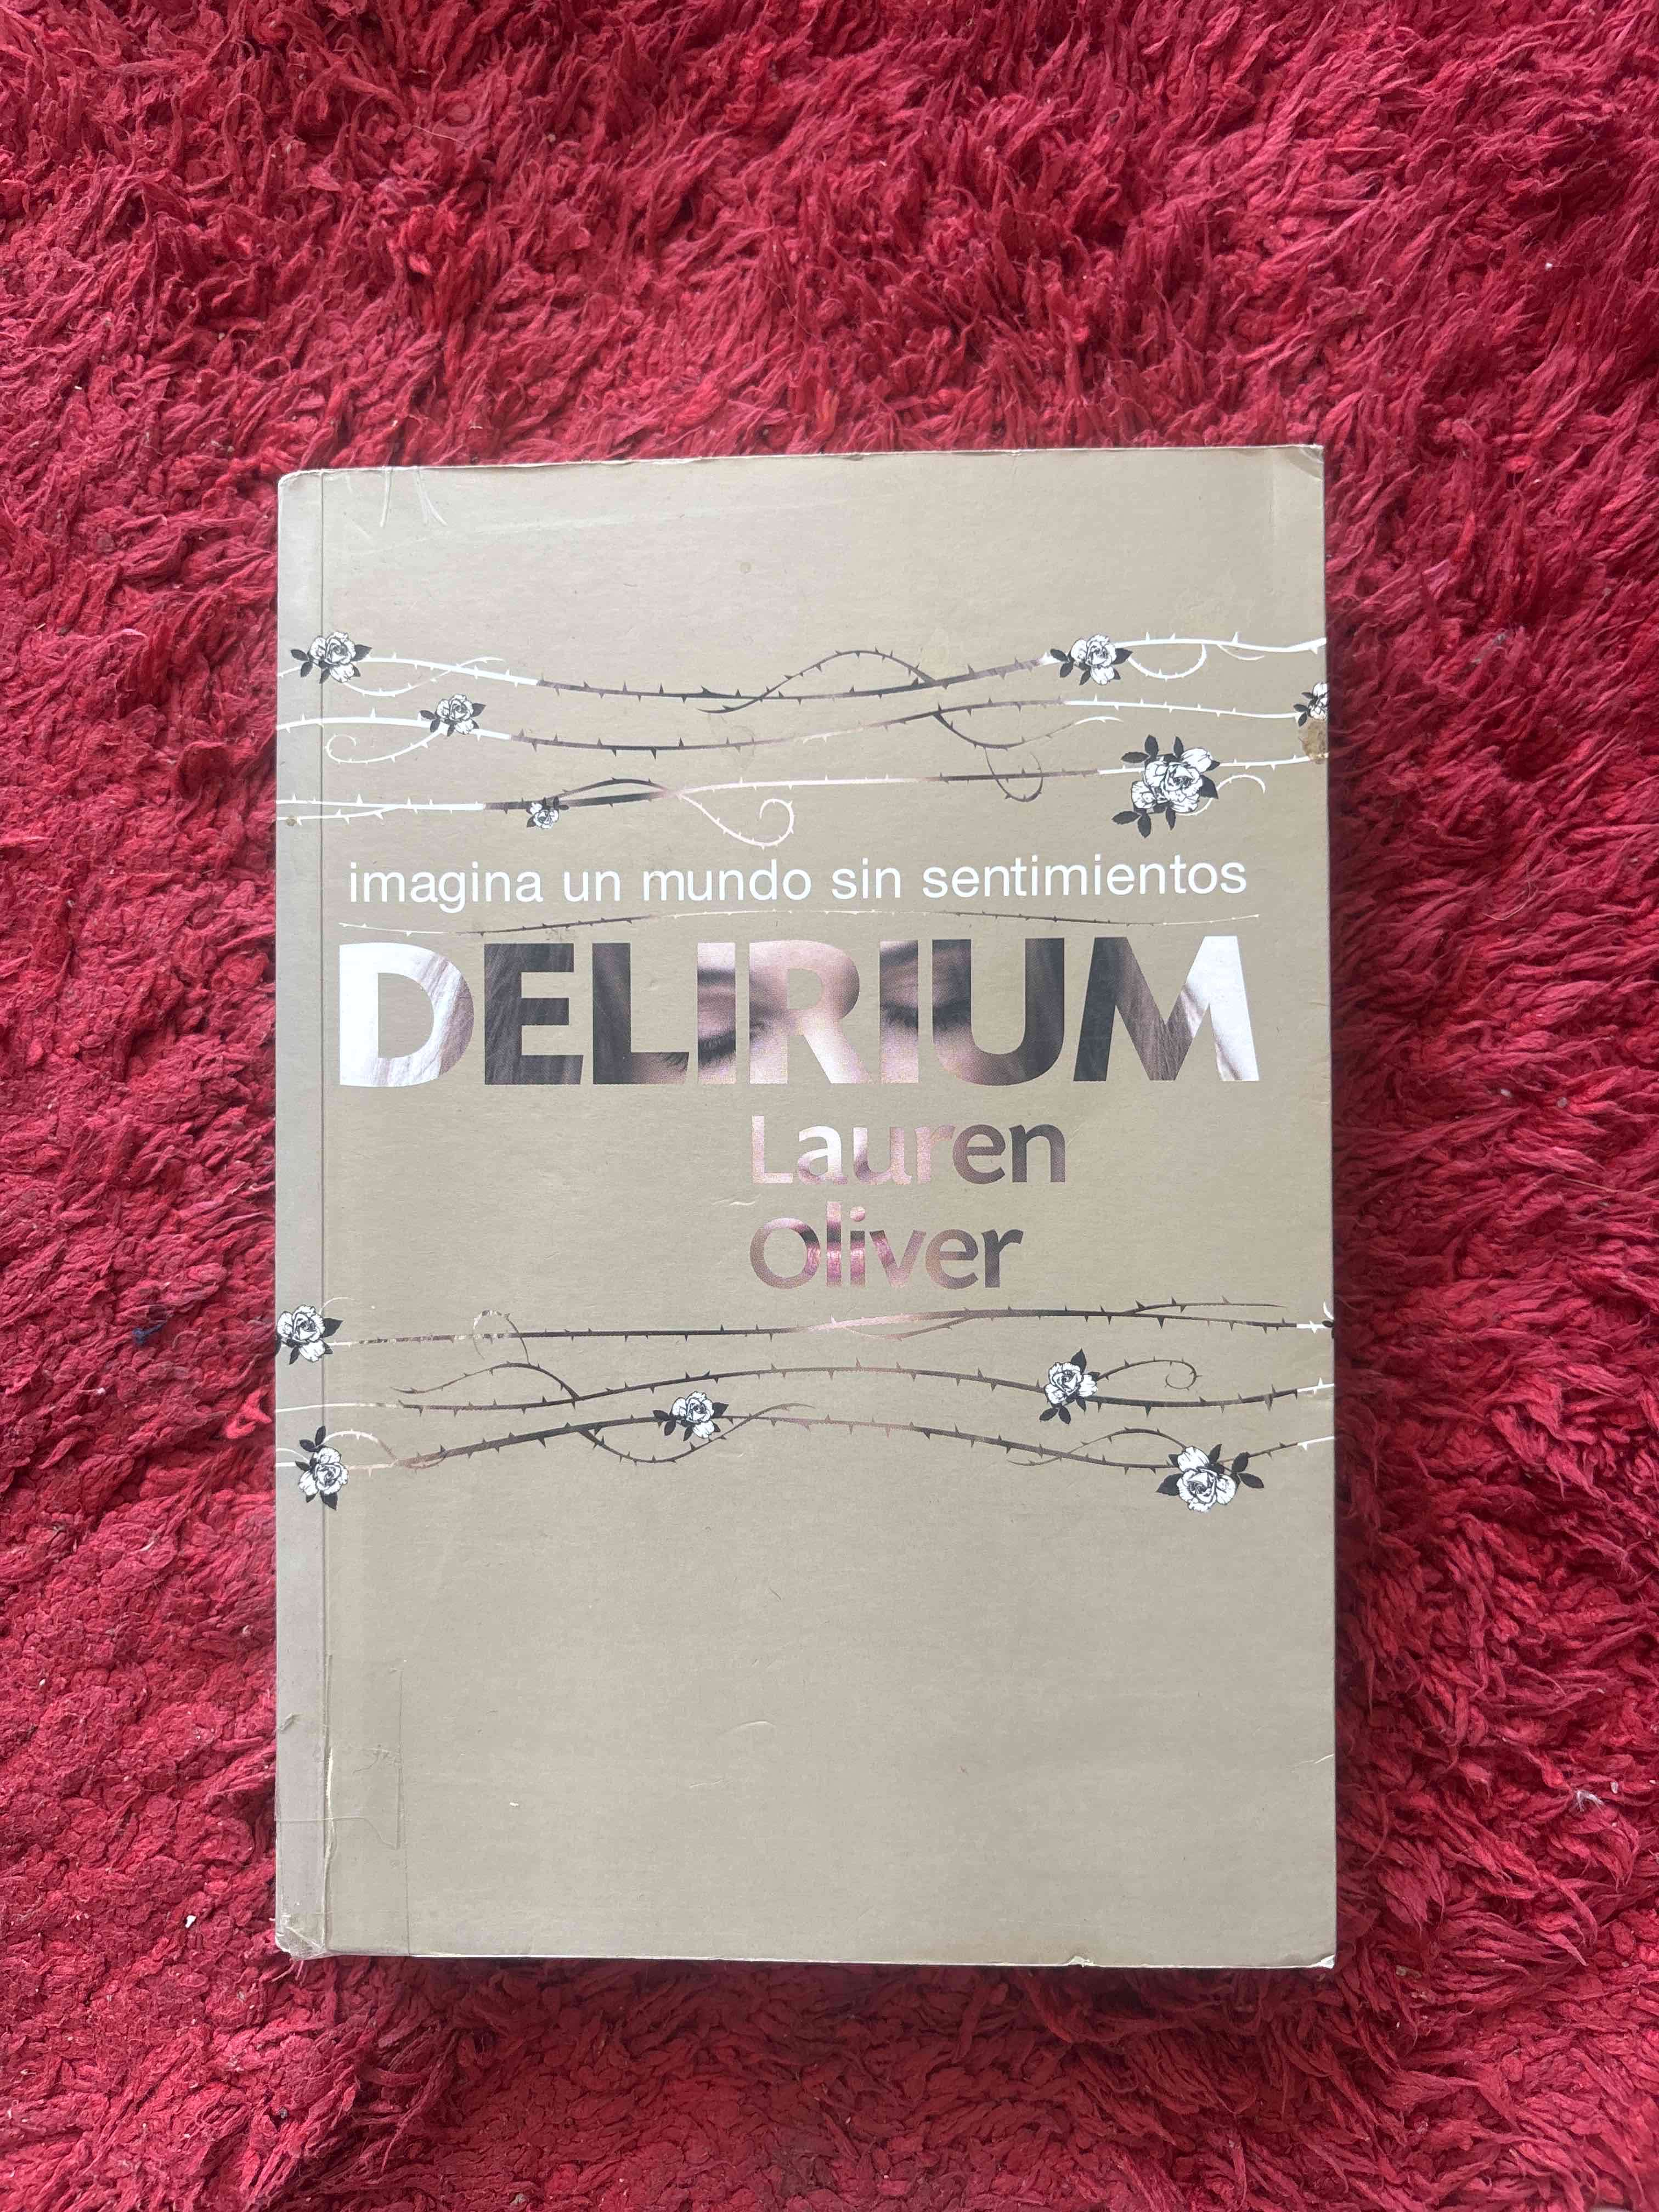 imagina un mundo sin sentimientos
DELIRIUM
Lauren
Oliver